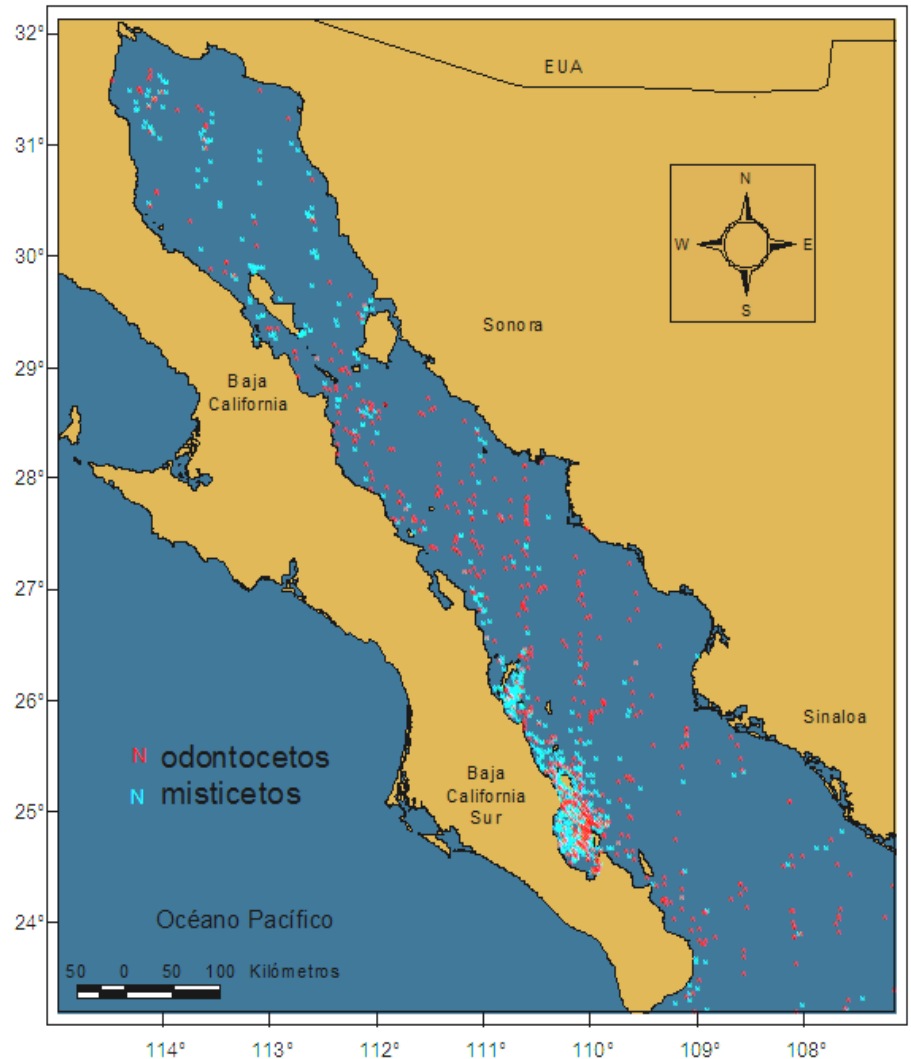 32°
31°
30°
29°
28°
27°
26°
25°
24°
EUA
N
W E
S
Sonora
Baja
California
Sinaloa
N odontocetos
N misticetos
Baja
California
Sur
Océano Pacífico
50 0 50 100 Kilómetros
114° 113° 112° 111° 110° 109° 108°